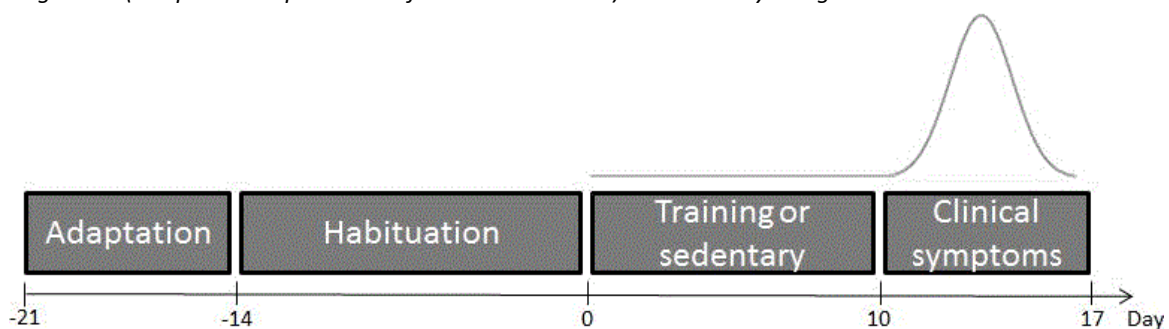 Adaptation
Habituation
Training or
sedentary
Clinical
symptoms
-21
-14
0
10
17
Day